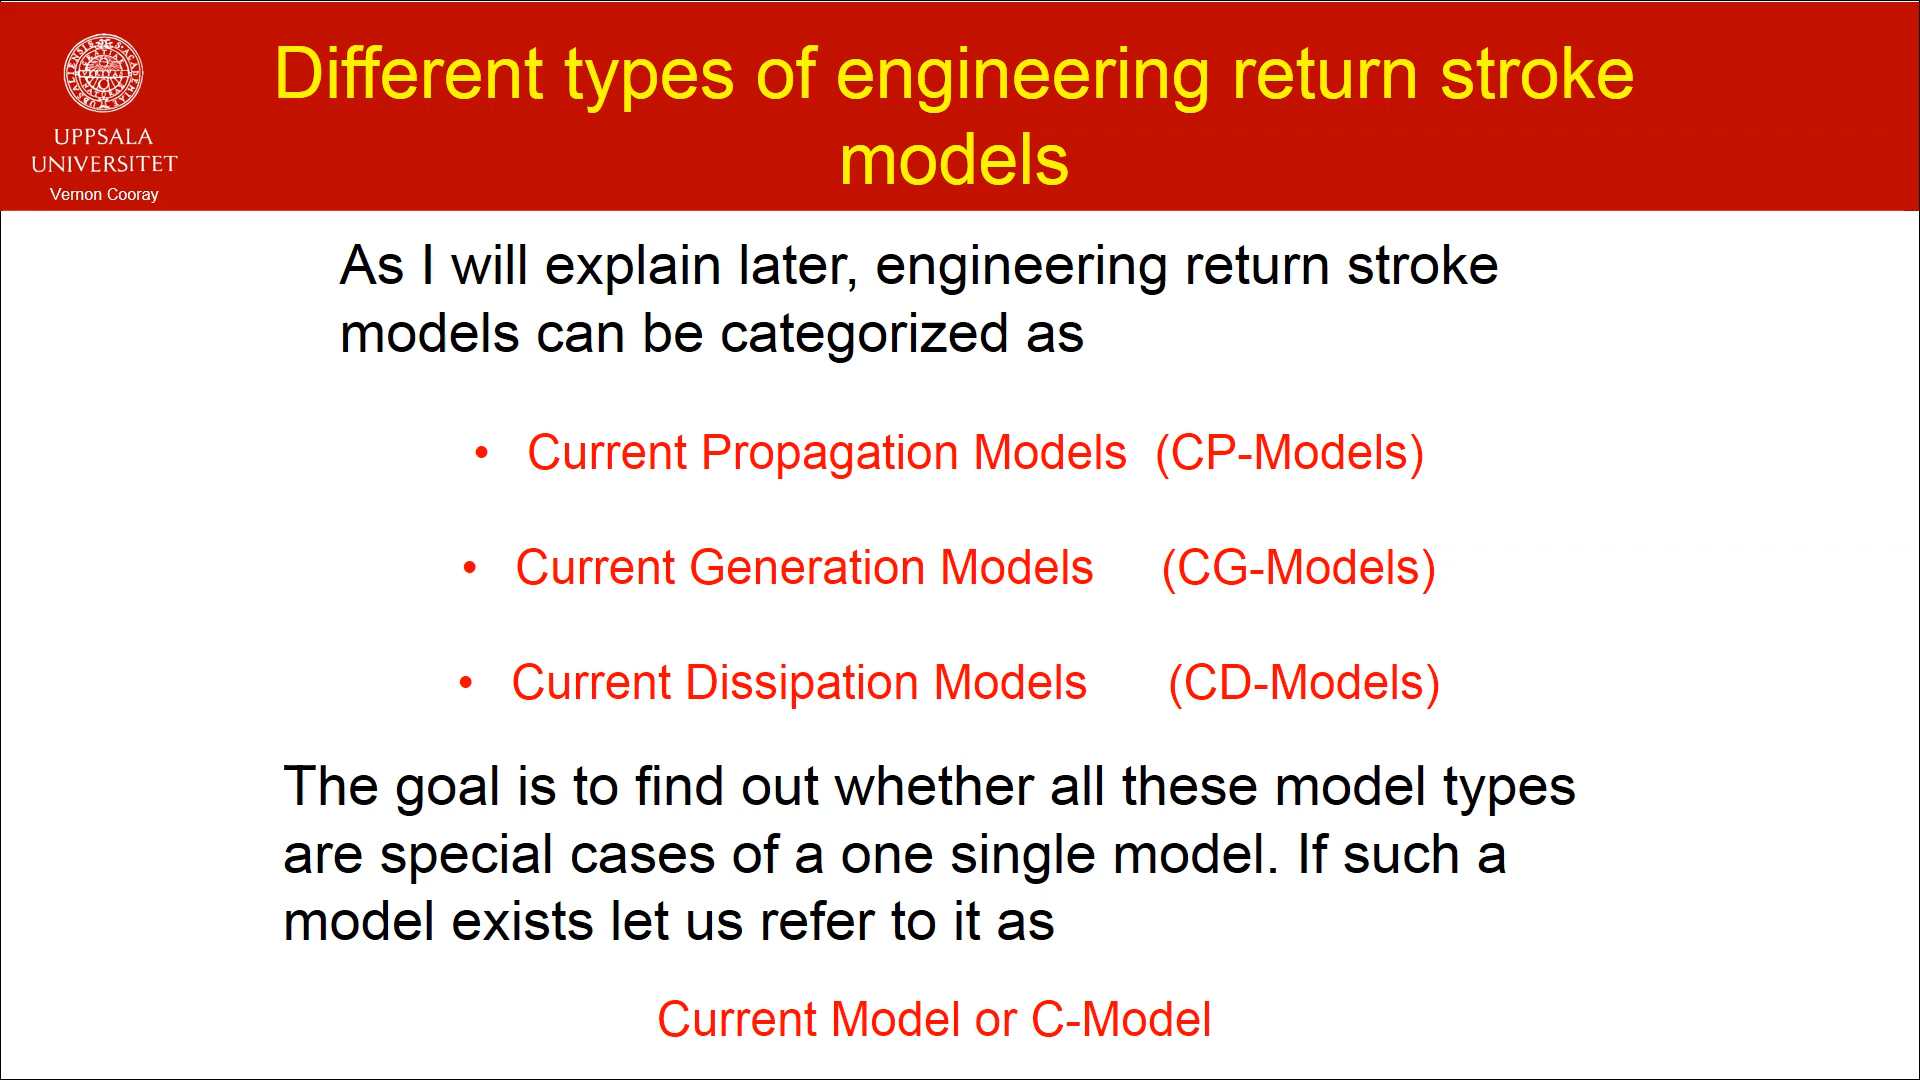 Different types of engineering return stroke
models
UPPSALA
UNIVERSITET
Vernon Cooray
As I will explain later, engineering return stroke
models can be categorized as
• Current Propagation Models (CP-Models)
• Current Generation Models (CG-Models)
• Current Dissipation Models (CD-Models)
The goal is to find out whether all these model types
are special cases of a one single model. If such a
model exists let us refer to it as
Current Model or C-Model